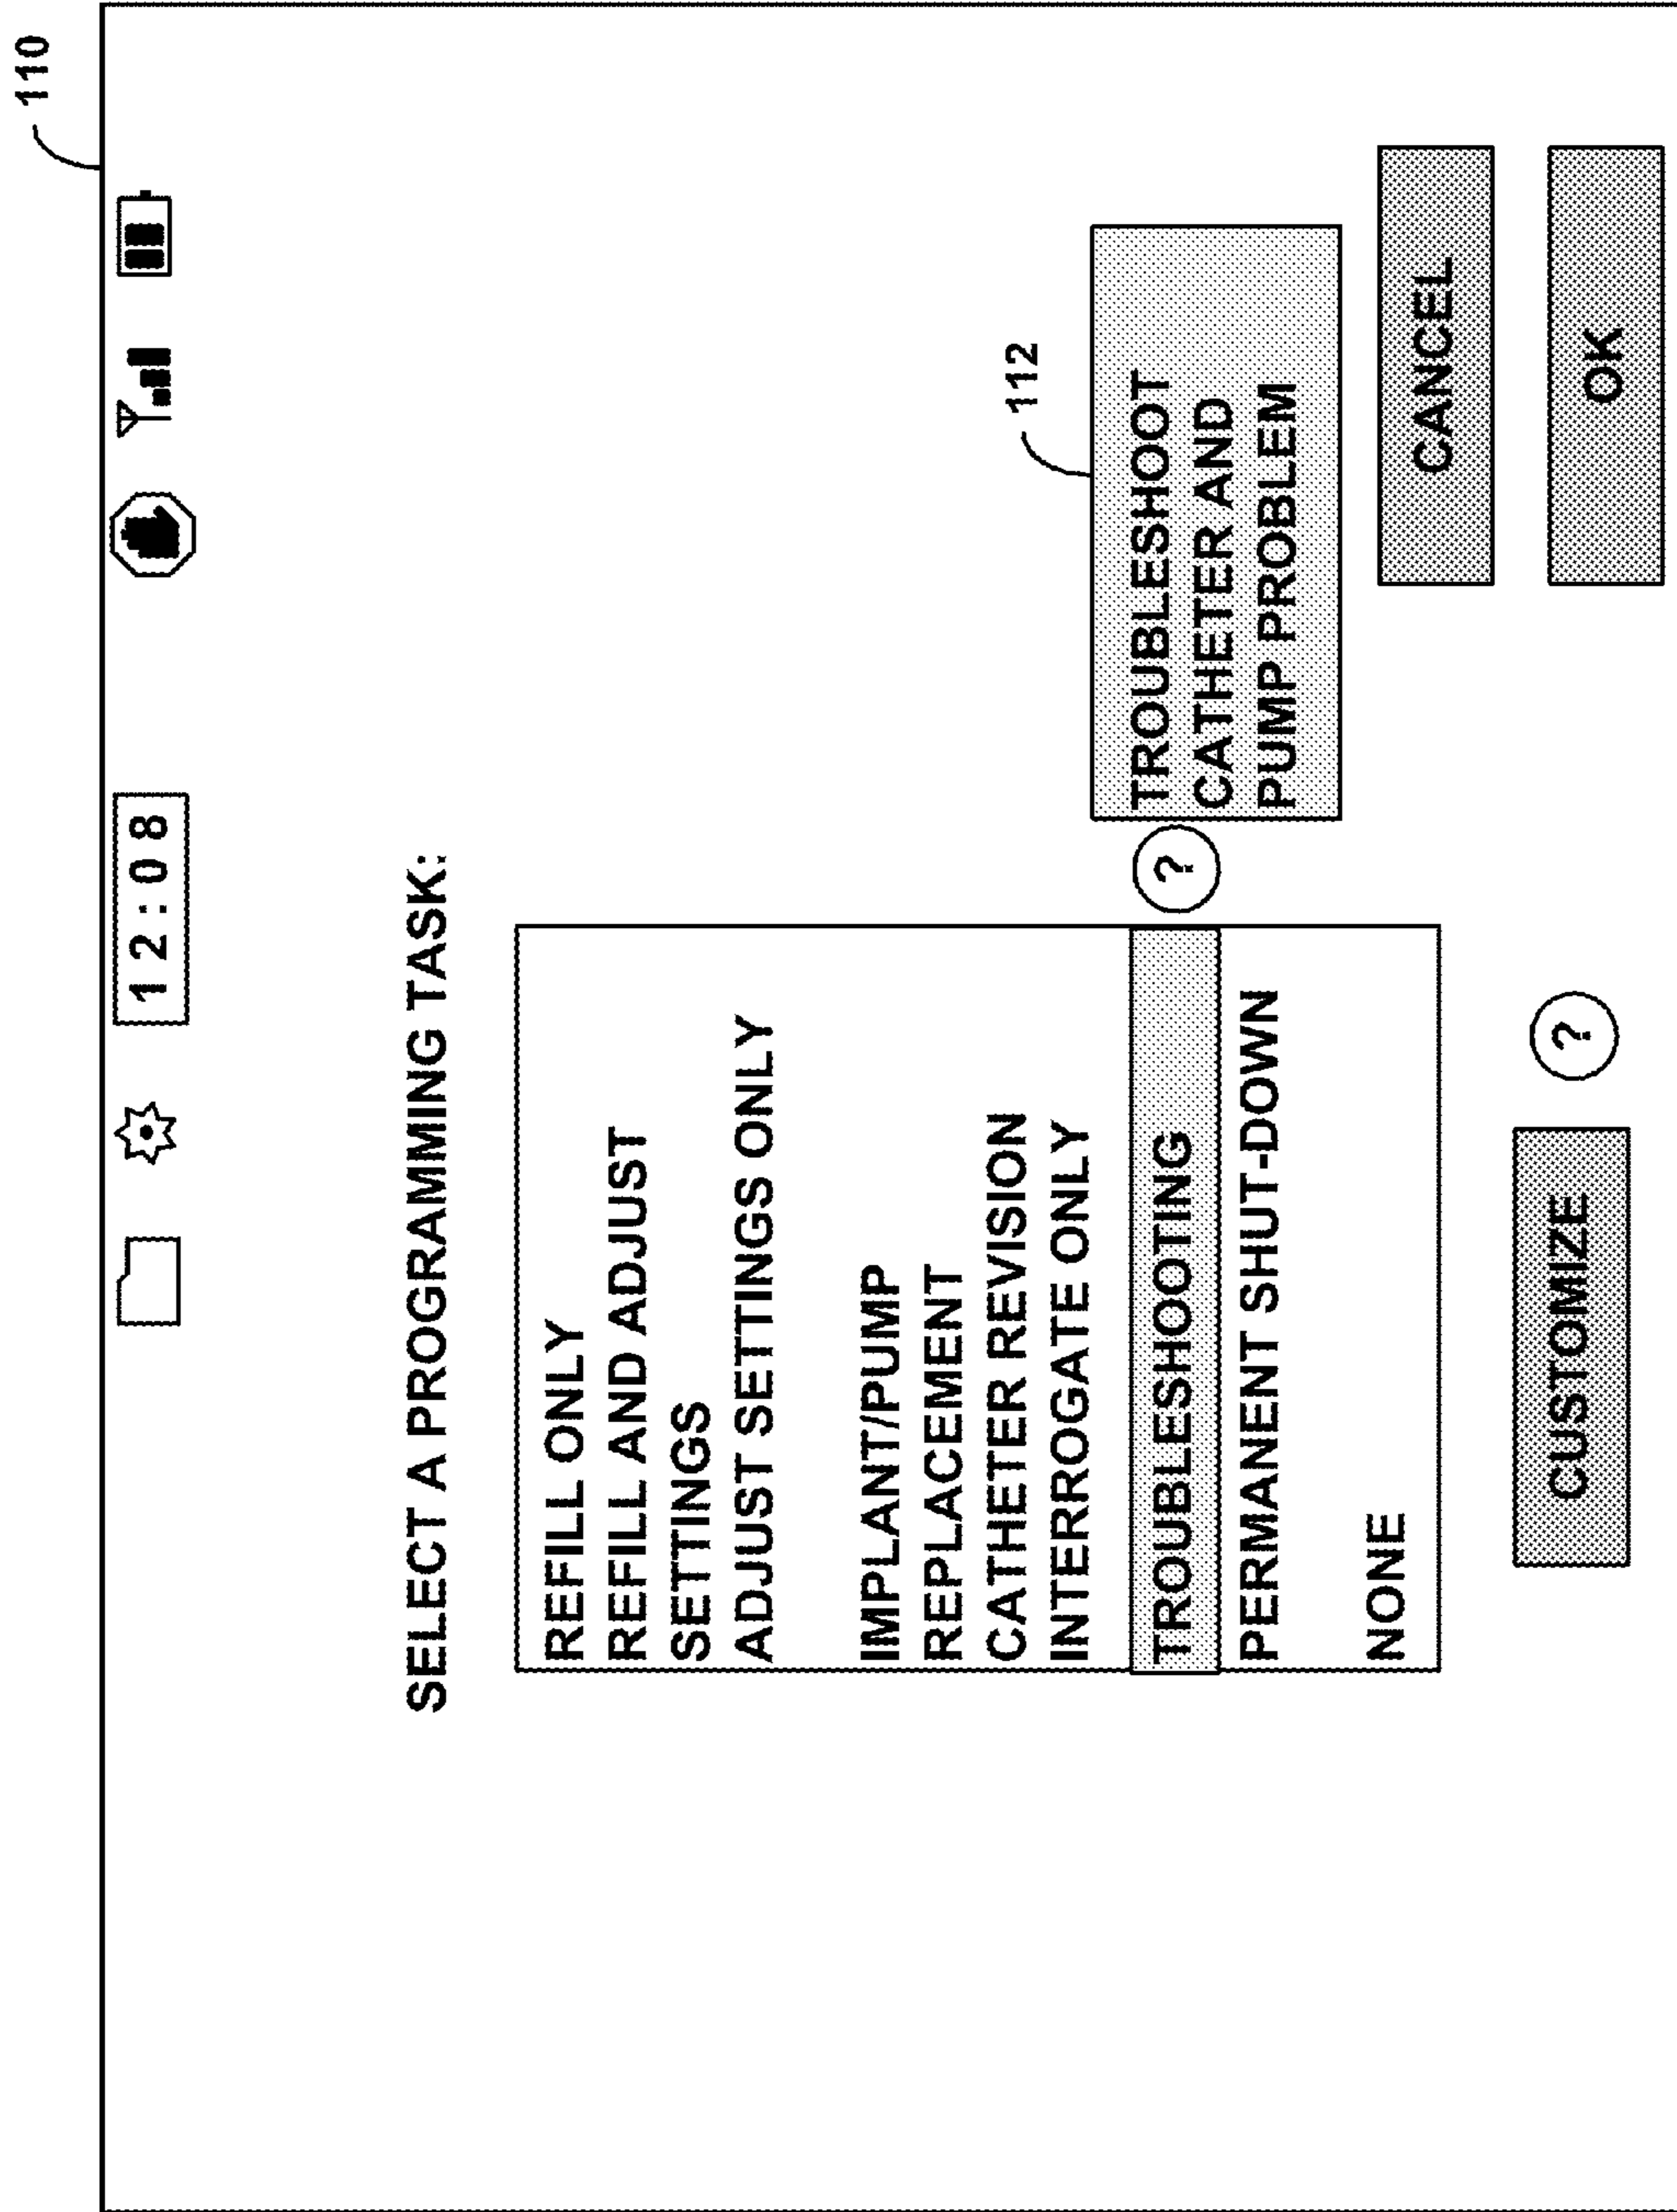 110
12:08
SELECT A PROGRAMMING TASK:
REFILL ONLY
REFILL AND ADJUST
SETTINGS
ADJUST SETTINGS ONLY
IMPLANT/PUMP
REPLACEMENT
CATHETER REVISION
INTERROGATE ONLY
TROUBLESHOOTING
?
112
TROUBLESHOOT
CATHETER AND
PUMP PROBLEM
PERMANENT SHUT-DOWN
NONE
CANCEL
CUSTOMIZE
?
OK